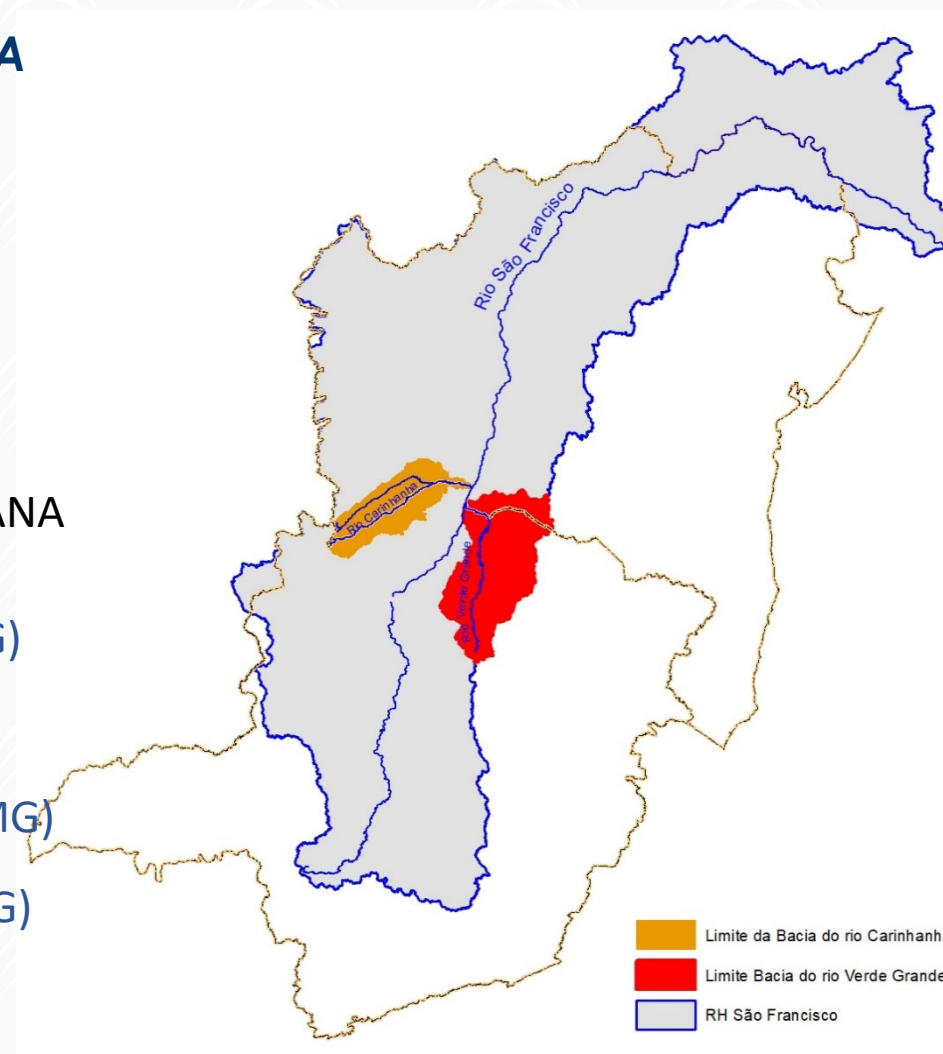 A
ANA
G)
MG)
G)
Rio São Francisco
Rio Carinhanha
Rio Verde Grande
Limite da Bacia do rio Carinhanh
Limite Bacia do rio Verde Grande
RH São Francisco